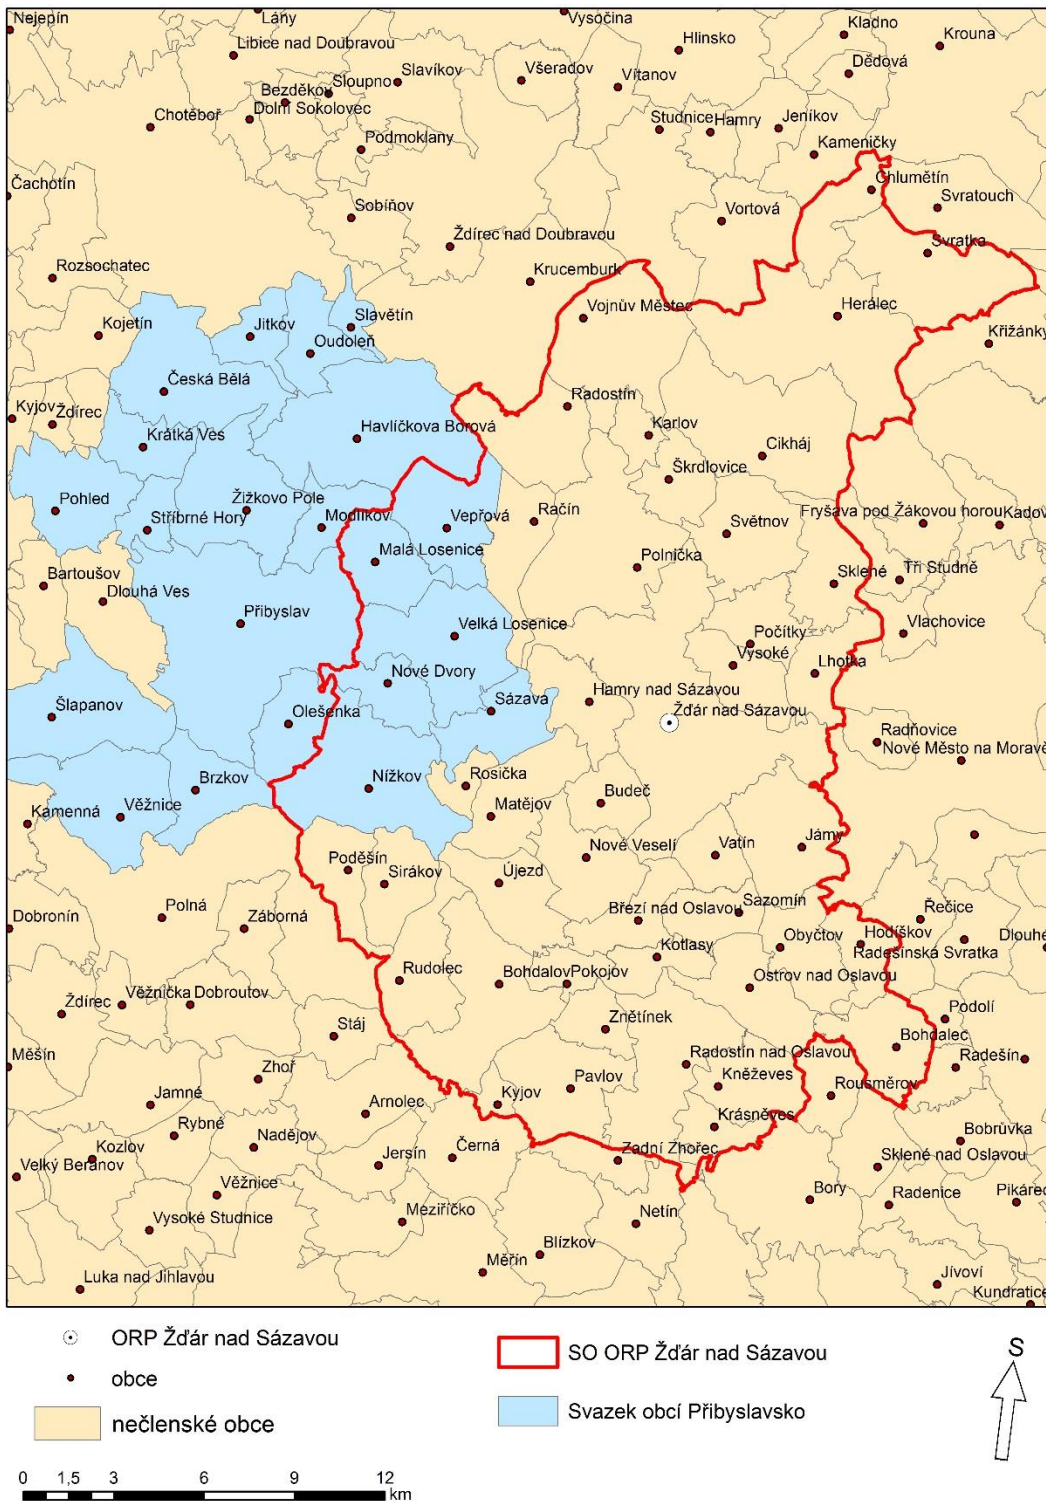 Nejepín
Lány
Vysočina
Kladno
Krouna
Hlinsko
Libice nad Doubravou
Dědová
Slavíkov
Všeradov
Vítanov
Sloupno
Bezděkov
Dolní Sokolovec
Chotěboř
Podmoklany
Studnice
Hamry
Jeníkov
Kameničky
Čachotín
Chlumětín
Sobíňov
Vortová
Svratouch
Ždírec nad Doubravou
Svratka
Rozsochatec
Krucemburk
Vojnův Městec
Herálec
Kojetín
Jitkov
Slavětín
Oudoleň
Křižánky
Česká Bělá
Radostín
Kyjov
Ždírec
Krátká Ves
Havlíčkova Borová
Karlov
Cikháj
Škrdlovice
Pohled
Žižkovo Pole
Stříbrné Hory
Modlíkov
Vepřová
Račín
Světnov
Fryšava pod Žákovou horou
Kadov
Malá Losenice
Polnička
Sklené
Tři Studně
Bartoušov
Dlouhá Ves
Přibyslav
Velká Losenice
Počítky
Vlachovice
Vysoké
Lhotka
Nové Dvory
Hamry nad Sázavou
Šlapanov
Olešenka
Sázava
Žďár nad Sázavou
Radňovice
Nové Město na Moravě
Brzkov
Nížkov
Rosička
Kamenná
Věžnice
Matějov
Budeč
Nové Veselí
Vatín
Jámy
Poděšín
Sirákov
Újezd
Dobronín
Polná
Záborná
Březí nad Oslavou
Sazomín
Řečice
Kotlasy
Obyčtov
Hodíškov
Radešínská Svratka
Dlouhé
Rudolec
Bohdalov
Pokojov
Ostrov nad Oslavou
Ždírec
Věžnička
Dobroutov
Stáj
Znětínek
Podolí
Bohdaleč
Měšín
Zhoř
Radostín nad Oslavou
Radešín
Jamné
Arnolec
Kyjov
Pavlov
Kněževes
Rousměrov
Rybné
Nadějov
Krásněves
Bobrůvka
Kozlov
Velký Beranov
Jersín
Černá
Zadní Zhořec
Sklené nad Oslavou
Věžnice
Bory
Radenice
Pikárec
Vysoké Studnice
Meziříčko
Netín
Blízkov
Měřín
Luka nad Jihlavou
Jívoví
Kundratice
ORP Žďár nad Sázavou
SO ORP Žďár nad Sázavou
S
obce
nečlenské obce
Svazek obcí Přibyslavsko
0 1,5 3 6 9 12
km